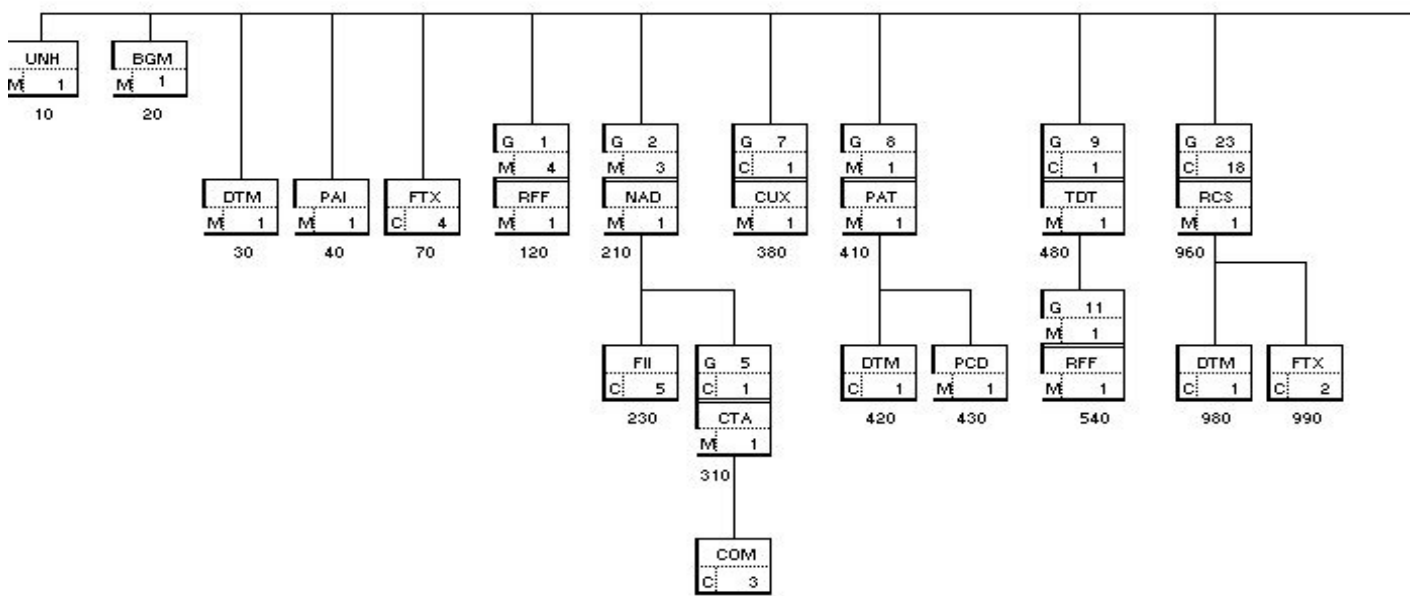 UNH
M 1
10
BGM
M 1
20
DTM
M 1
30
PAI
M 1
40
FTX
C 4
70
G 1
M 4
RFF
M 1
120
G 2
M 3
NAD
M 1
210
G 7
C 1
CUX
M 1
380
G 8
M 1
PAT
M 1
410
G 9
C 1
TDT
M 1
480
G 23
C 18
RCS
M 1
960
FII
C 5
230
G 5
C 1
CTA
M 1
310
DTM
C 1
420
PCD
M 1
430
G 11
M 1
RFF
M 1
540
DTM
C 1
980
FTX
C 2
990
COM
C 3